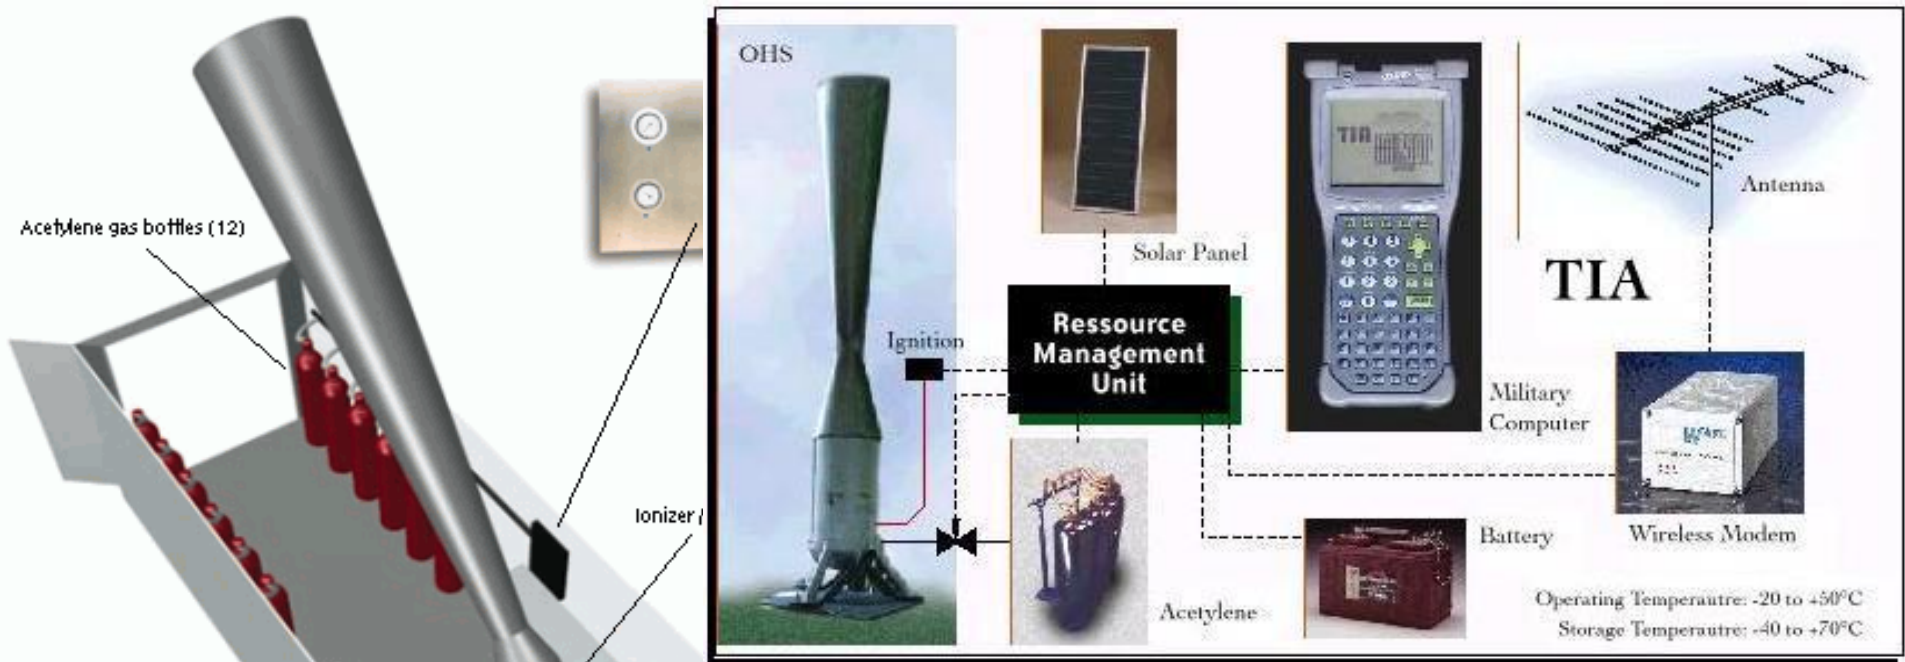 Acetylene gas bottles (12)
Ionizer /
OHS
Ignition
Solar Panel
Ressource
Management
Unit
TIA
Military
Computer
Antenna
TIA
Wireless Modem
Battery
Acetylene
Operating Temperautre: -20 to +50°C
Storage Temperautre: -40 to +70°C